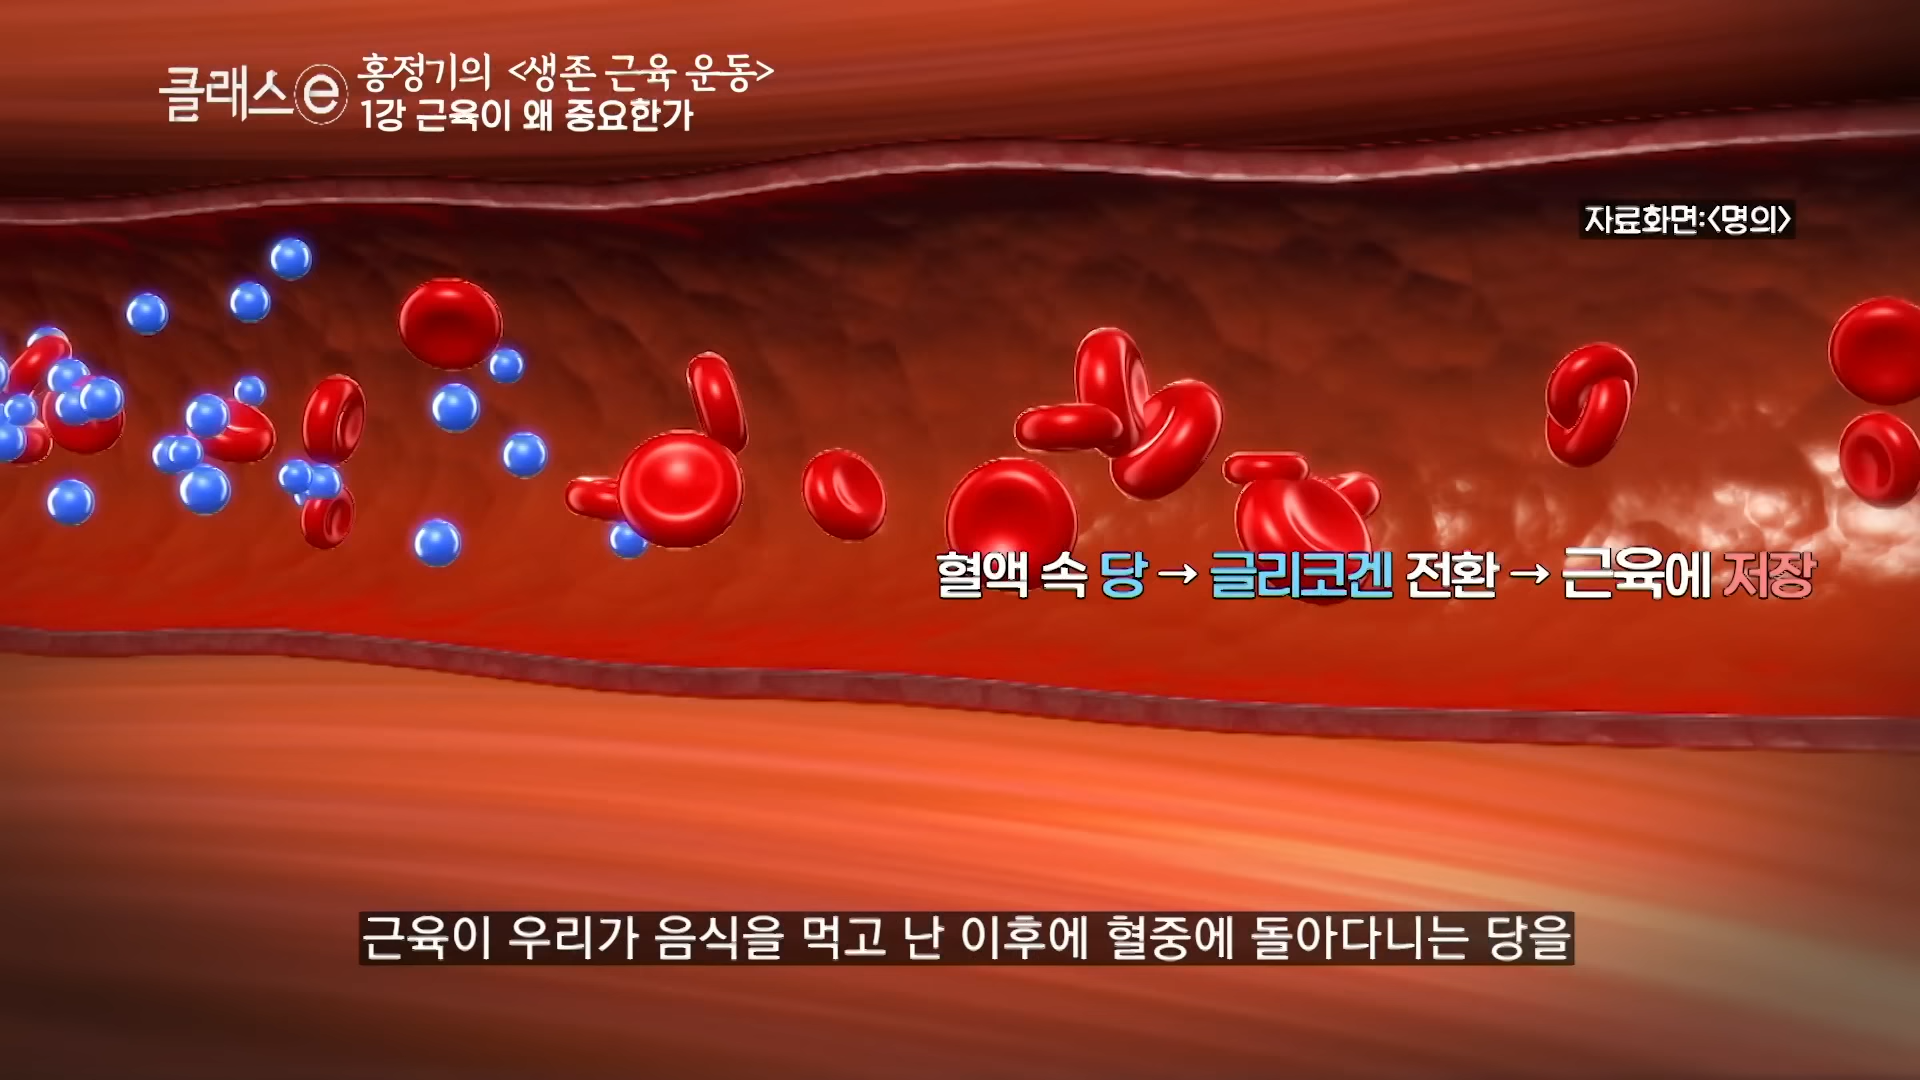 클래스e
홍정기의 <생존 근육 운동>
1강 근육이 왜 중요한가
자료화면:<명의>
혈액 속 당→글리코겐 전환→근육에 저장
근육이 우리가 음식을 먹고 난 이후에 혈중에 돌아다니는 당을